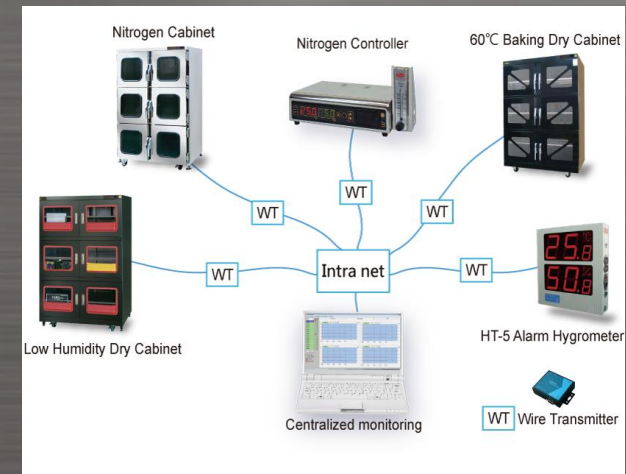 Nitrogen Cabinet
Nitrogen Controller
60℃ Baking Dry Cabinet
WT
WT
WT
WT
Intra net
WT
25.8
50.8
Low Humidity Dry Cabinet
HT-5 Alarm Hygrometer
Centralized monitoring
WT Wire Transmitter